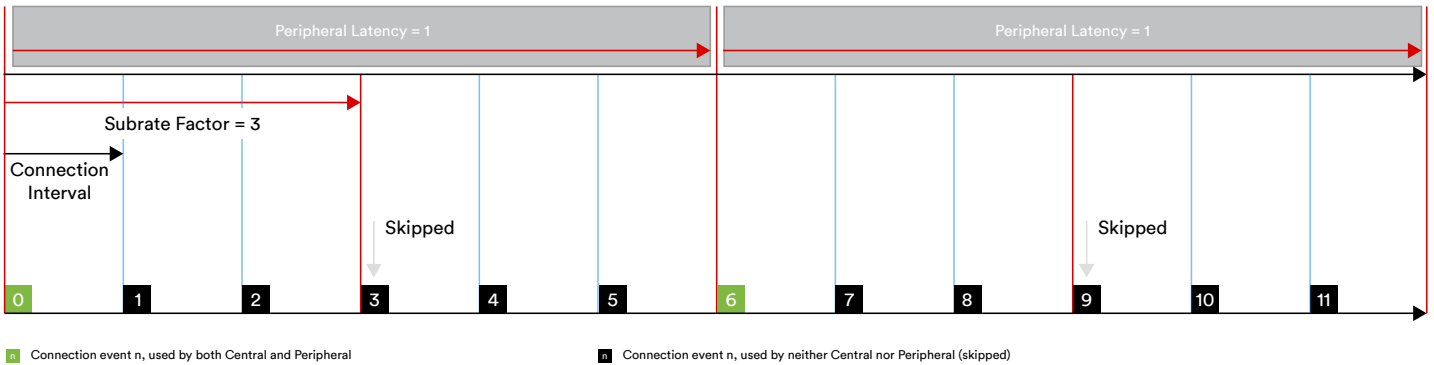 Peripheral Latency = 1
Peripheral Latency = 1
Subrate Factor = 3
Connection
Interval
Skipped
Skipped
0
1
2
3
4
5
6
7
8
9
10
11
n Connection event n, used by both Central and Peripheral
n Connection event n, used by neither Central nor Peripheral (skipped)